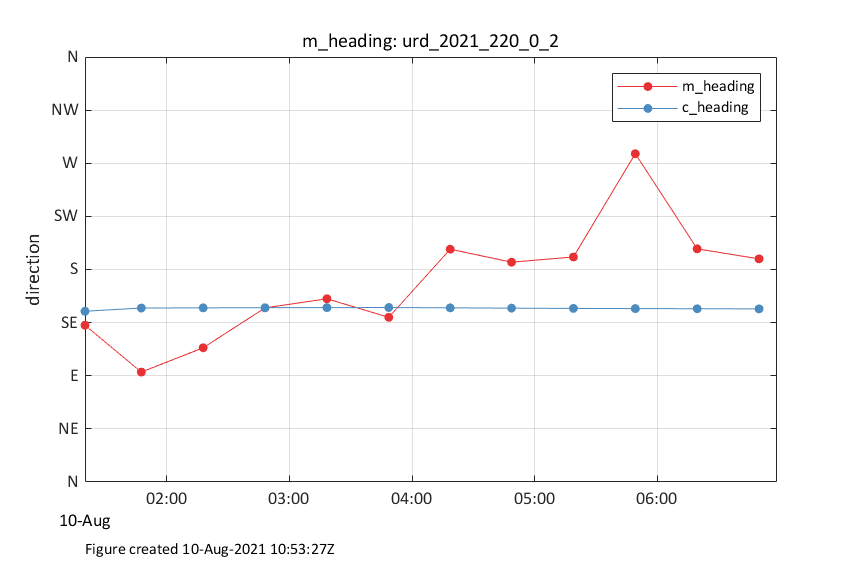 m_heading: urd_2021_220_0_2
N
NW
W
SW
S
SE
E
NE
N
direction
m_heading
c_heading
02:00 03:00 04:00 05:00 06:00
10-Aug
Figure created 10-Aug-2021 10:53:27Z